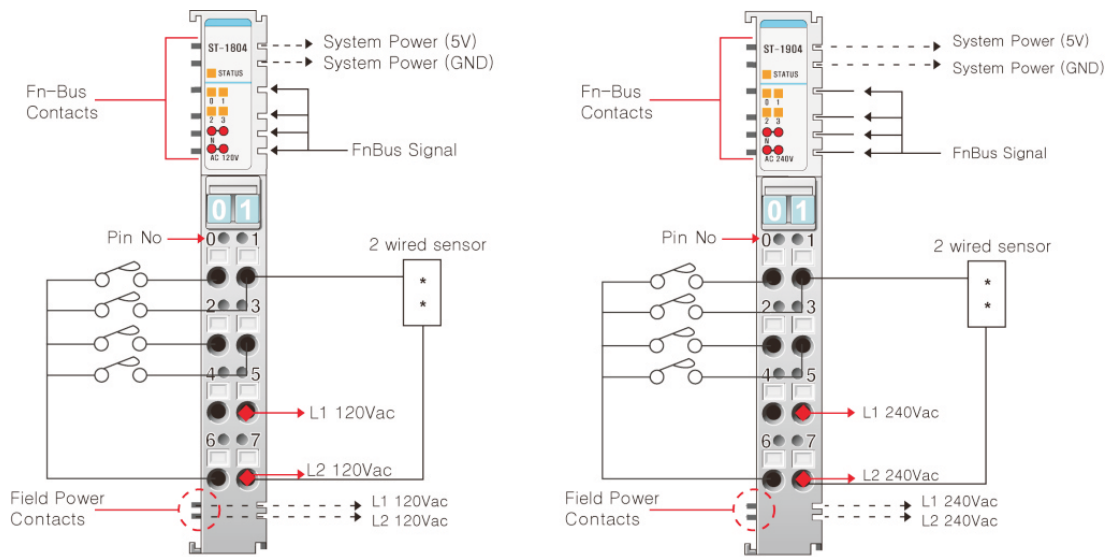 ST-1804
STATUS
0 1
2 3
N
AC 120V
System Power (5V)
System Power (GND)
Fn-Bus
Contacts
FnBus Signal
0 1
Pin No
0 1
2 wired sensor
*
*
2 3
4 5
L1 120Vac
6 7
L2 120Vac
Field Power
Contacts
L1 120Vac
L2 120Vac
ST-1904
STATUS
0 1
2 3
N
AC 240V
System Power (5V)
System Power (GND)
Fn-Bus
Contacts
FnBus Signal
0 1
Pin No
0 1
2 wired sensor
*
*
2 3
4 5
L1 240Vac
6 7
L2 240Vac
Field Power
Contacts
L1 240Vac
L2 240Vac